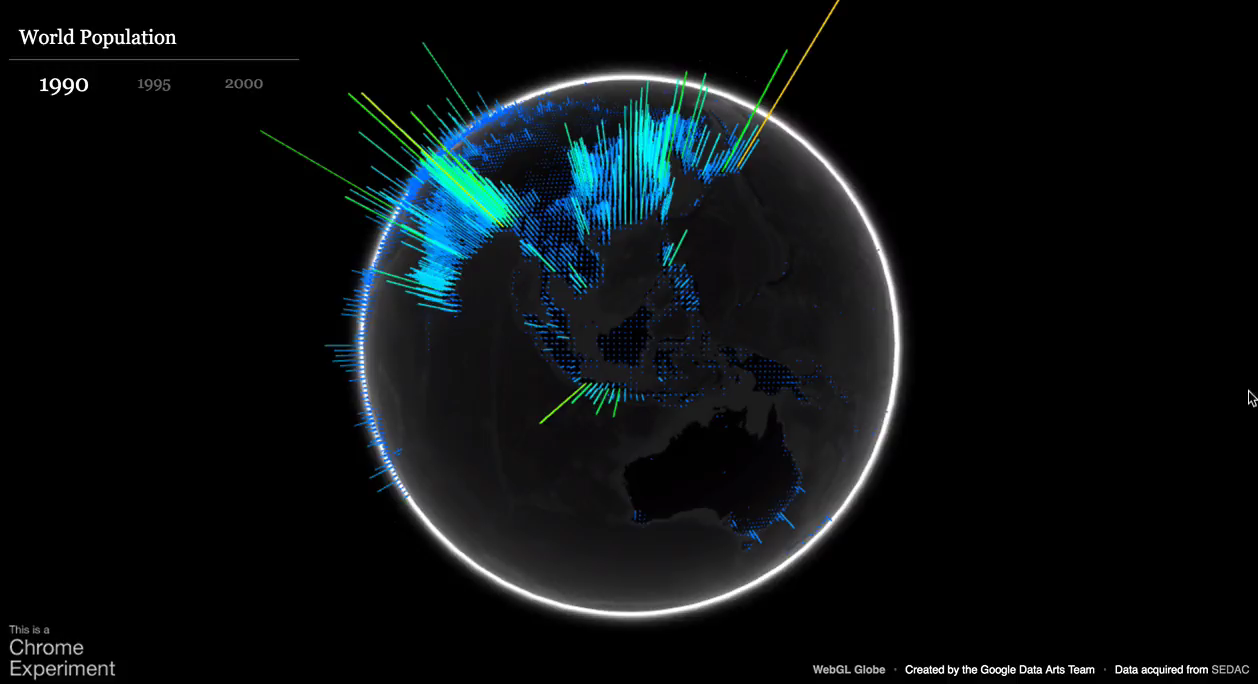 World Population
1990 1995 2000
This is a
Chrome
Experiment
WebGL Globe · Created by the Google Data Arts Team · Data acquired from SEDAC